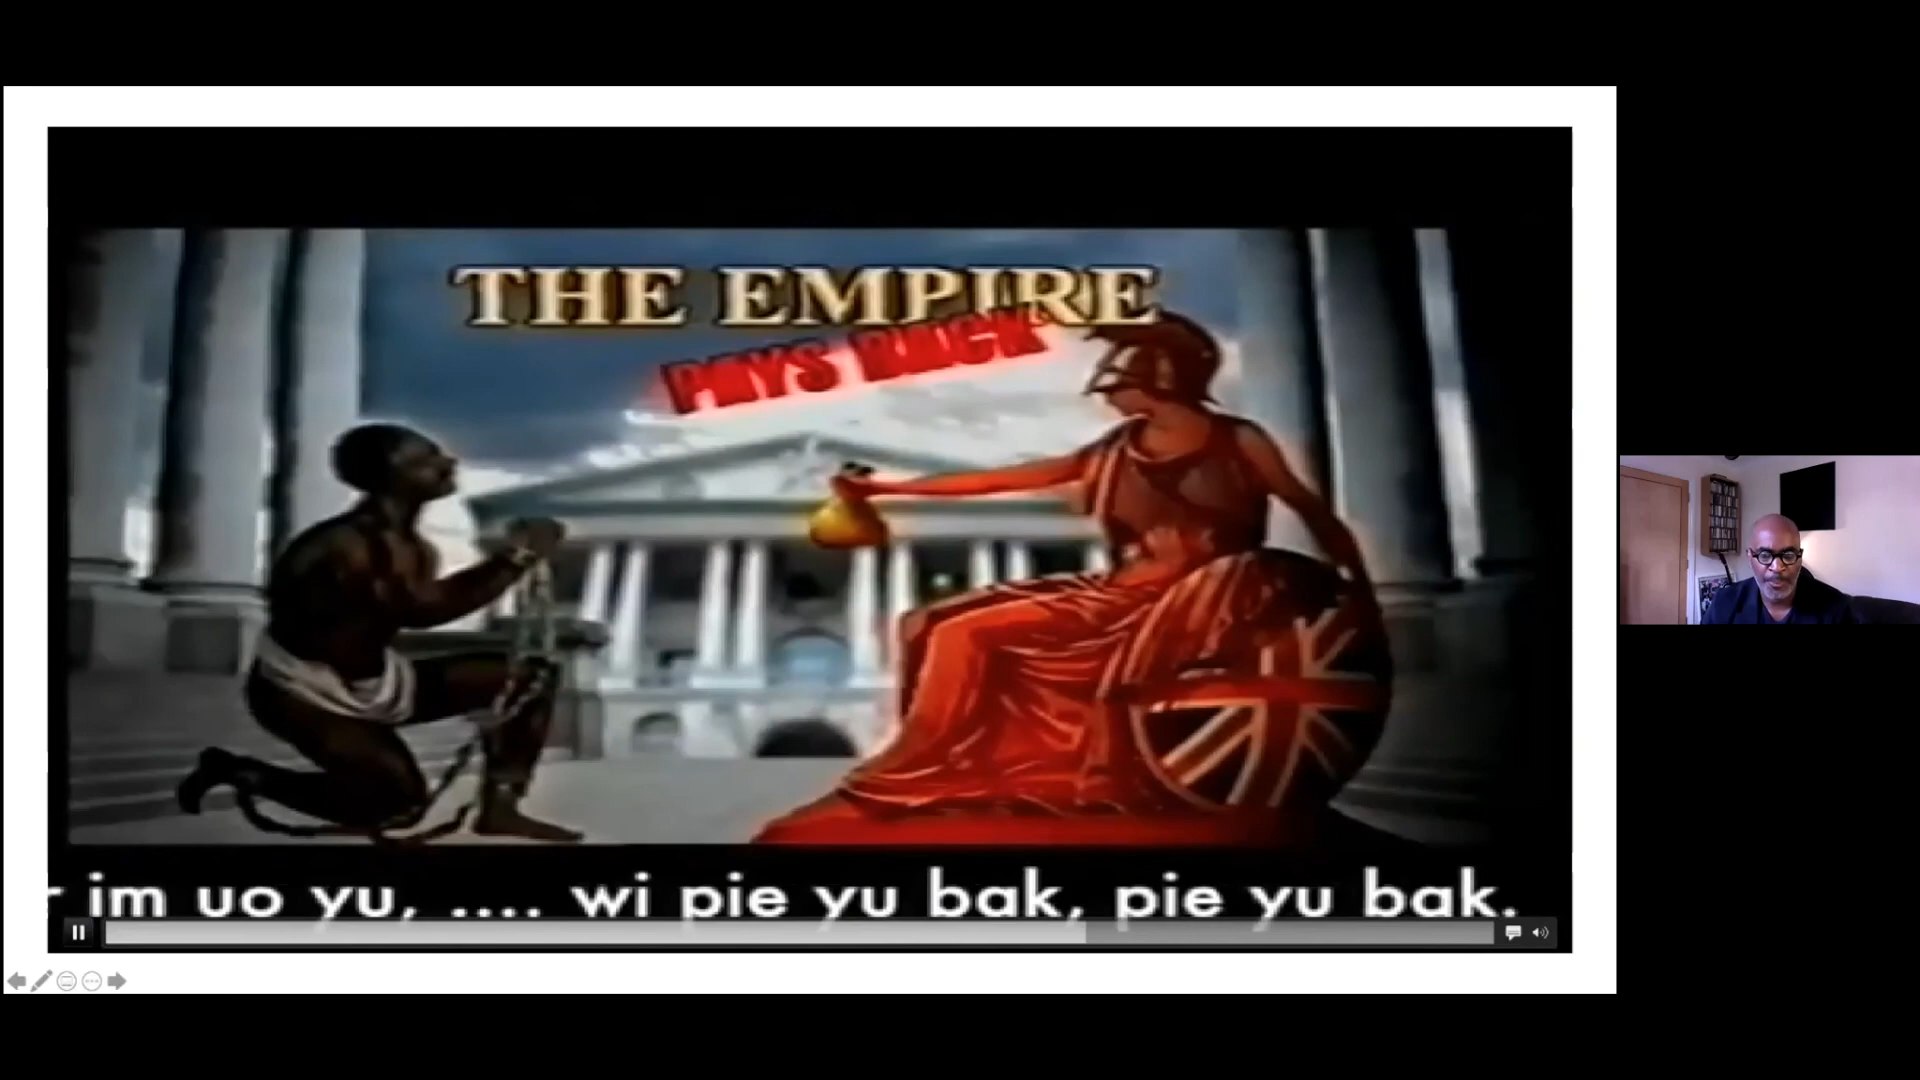 THE EMPIRE
PAYS BACK
r im uo yu, .... wi pie yu bak, pie yu bak.